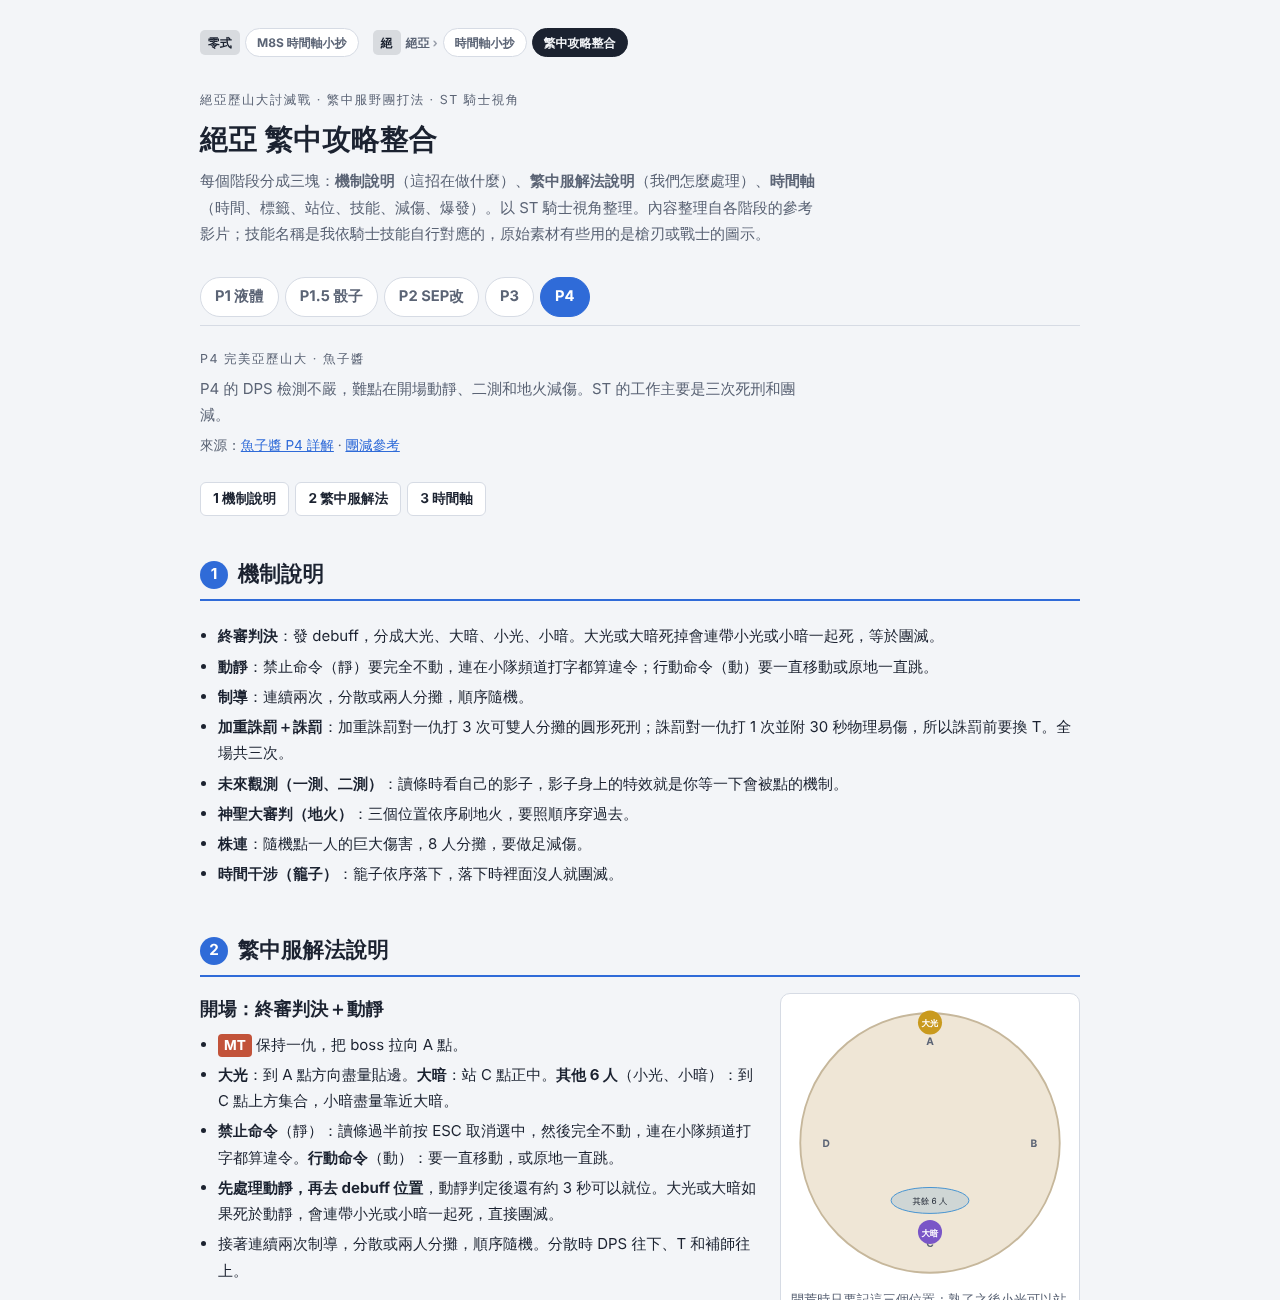 零式 M8S 時間軸小抄 絕 絕亞 › 時間軸小抄 繁中攻略整合
絕亞歷山大討滅戰 · 繁中服野團打法 · ST 騎士視角
絕亞 繁中攻略整合
每個階段分成三塊：機制說明（這招在做什麼）、繁中服解法說明（我們怎麼處理）、時間軸
（時間、標籤、站位、技能、減傷、爆發）。以 ST 騎士視角整理。內容整理自各階段的參考
影片；技能名稱是我依騎士技能自行對應的，原始素材有些用的是槍刃或戰士的圖示。
P1 液體 P1.5 骰子 P2 SEP改 P3 P4
P4 完美亞歷山大 · 魚子醬
P4 的 DPS 檢測不嚴，難點在開場動靜、二測和地火減傷。ST 的工作主要是三次死刑和團
減。
來源：魚子醬 P4 詳解 · 團減參考
1 機制說明 2 繁中服解法 3 時間軸
1 機制說明
• 終審判決：發 debuff，分成大光、大暗、小光、小暗。大光或大暗死掉會連帶小光或小暗一起死，等於團滅。
• 動靜：禁止命令（靜）要完全不動，連在小隊頻道打字都算違令；行動命令（動）要一直移動或原地一直跳。
• 制導：連續兩次，分散或兩人分攤，順序隨機。
• 加重誅罰＋誅罰：加重誅罰對一仇打 3 次可雙人分攤的圓形死刑；誅罰對一仇打 1 次並附 30 秒物理易傷，所以誅罰前要換 T。全
場共三次。
• 未來觀測（一測、二測）：讀條時看自己的影子，影子身上的特效就是你等一下會被點的機制。
• 神聖大審判（地火）：三個位置依序刷地火，要照順序穿過去。
• 株連：隨機點一人的巨大傷害，8 人分攤，要做足減傷。
• 時間干涉（籠子）：籠子依序落下，落下時裡面沒人就團滅。
2 繁中服解法說明
開場：終審判決＋動靜
• MT 保持一仇，把 boss 拉向 A 點。
• 大光：到 A 點方向盡量貼邊。大暗：站 C 點正中。其他 6 人（小光、小暗）：到
C 點上方集合，小暗盡量靠近大暗。
• 禁止命令（靜）：讀條過半前按 ESC 取消選中，然後完全不動，連在小隊頻道打
字都算違令。行動命令（動）：要一直移動，或原地一直跳。
• 先處理動靜，再去 debuff 位置，動靜判定後還有約 3 秒可以就位。大光或大暗如
果死於動靜，會連帶小光或小暗一起死，直接團滅。
• 接著連續兩次制導，分散或兩人分攤，順序隨機。分散時 DPS 往下、T 和補師往
上。
大光
A
D
B
其餘 6 人
大暗
開荒時只要記這三個位置；熟了之後小光可以站